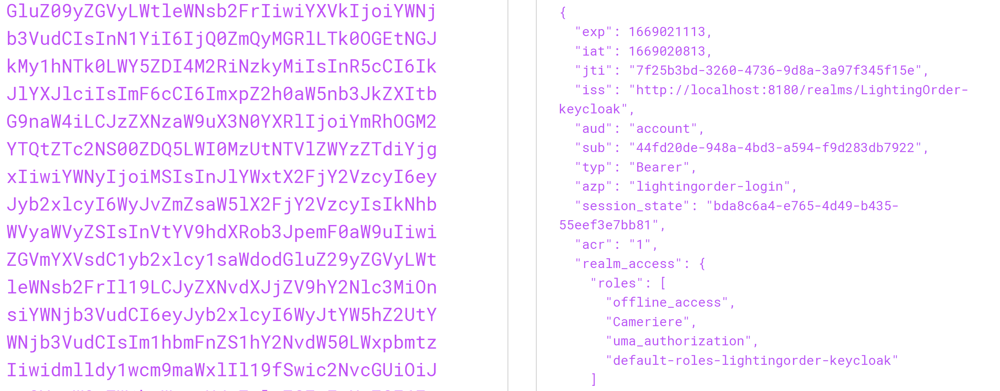 GluZ09yZGVyLWtleWNsb2FrIiwiYXVkIjoiYWNj
b3VudCIsInN1YiI6IjQ0ZmQyMGRlLTk0OGEtNGJ
kMy1hNTk0LWY5ZDI4M2RiNzkyMiIsInR5cCI6Ik
JlYXJlciIsImF6cCI6ImxpZ2h0aW5nb3JkZXItb
G9naW4iLCJzZXNzaW9uX3N0YXRlIjoiYmRhOGM2
YTQtZTc2NS00ZDQ5LWI0MzUtNTVlZWYzZTdiYjg
xIiwiYWNyIjoiMSIsInJlYWxtX2FjY2VzcyI6ey
Jyb2xlcyI6WyJvZmZsaW5lX2FjY2VzcyIsIkNhb
WVyaWVyZSIsInVtYV9hdXRob3JpemF0aW9uIiwi
ZGVmYXVsdC1yb2xlcy1saWdodGluZ29yZGVyLWt
leWNsb2FrIl19LCJyZXNvdXJjZV9hY2Nlc3MiOn
siYWNjb3VudCI6eyJyb2xlcyI6WyJtYW5hZ2UtY
WNjb3VudCIsIm1hbmFnZS1hY2NvdW50LWxpbmtz
Iiwidmlldy1wcm9maWxlIl19fSwic2NvcGUiOiJ
{
"exp": 1669021113,
"iat": 1669020813,
"jti": "7f25b3bd-3260-4736-9d8a-3a97f345f15e",
"iss": "http://localhost:8180/realms/LightingOrder-
keycloak",
"aud": "account",
"sub": "44fd20de-948a-4bd3-a594-f9d283db7922",
"typ": "Bearer",
"azp": "lightingorder-login",
"session_state": "bda8c6a4-e765-4d49-b435-
55eef3e7bb81",
"acr": "1",
"realm_access": {
"roles": [
"offline_access",
"Cameriere",
"uma_authorization",
"default-roles-lightingorder-keycloak"
]